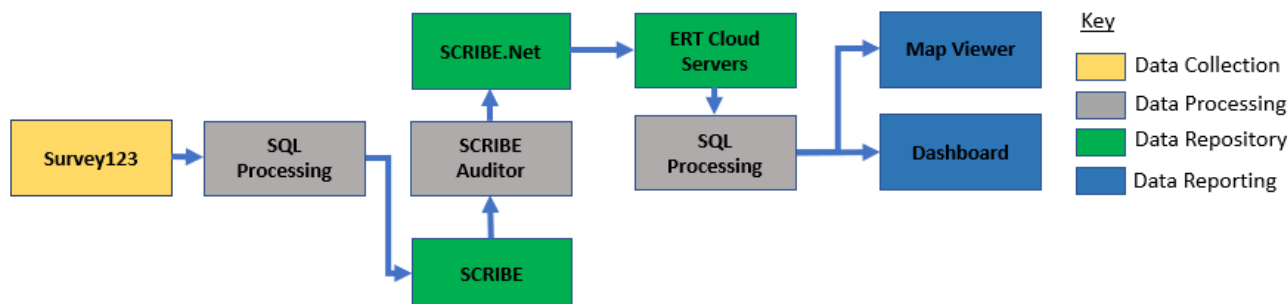 Survey123
SQL
Processing
SCRIBE
SCRIBE
Auditor
SCRIBE.Net
ERT Cloud
Servers
SQL
Processing
Map Viewer
Dashboard
Key
Data Collection
Data Processing
Data Repository
Data Reporting